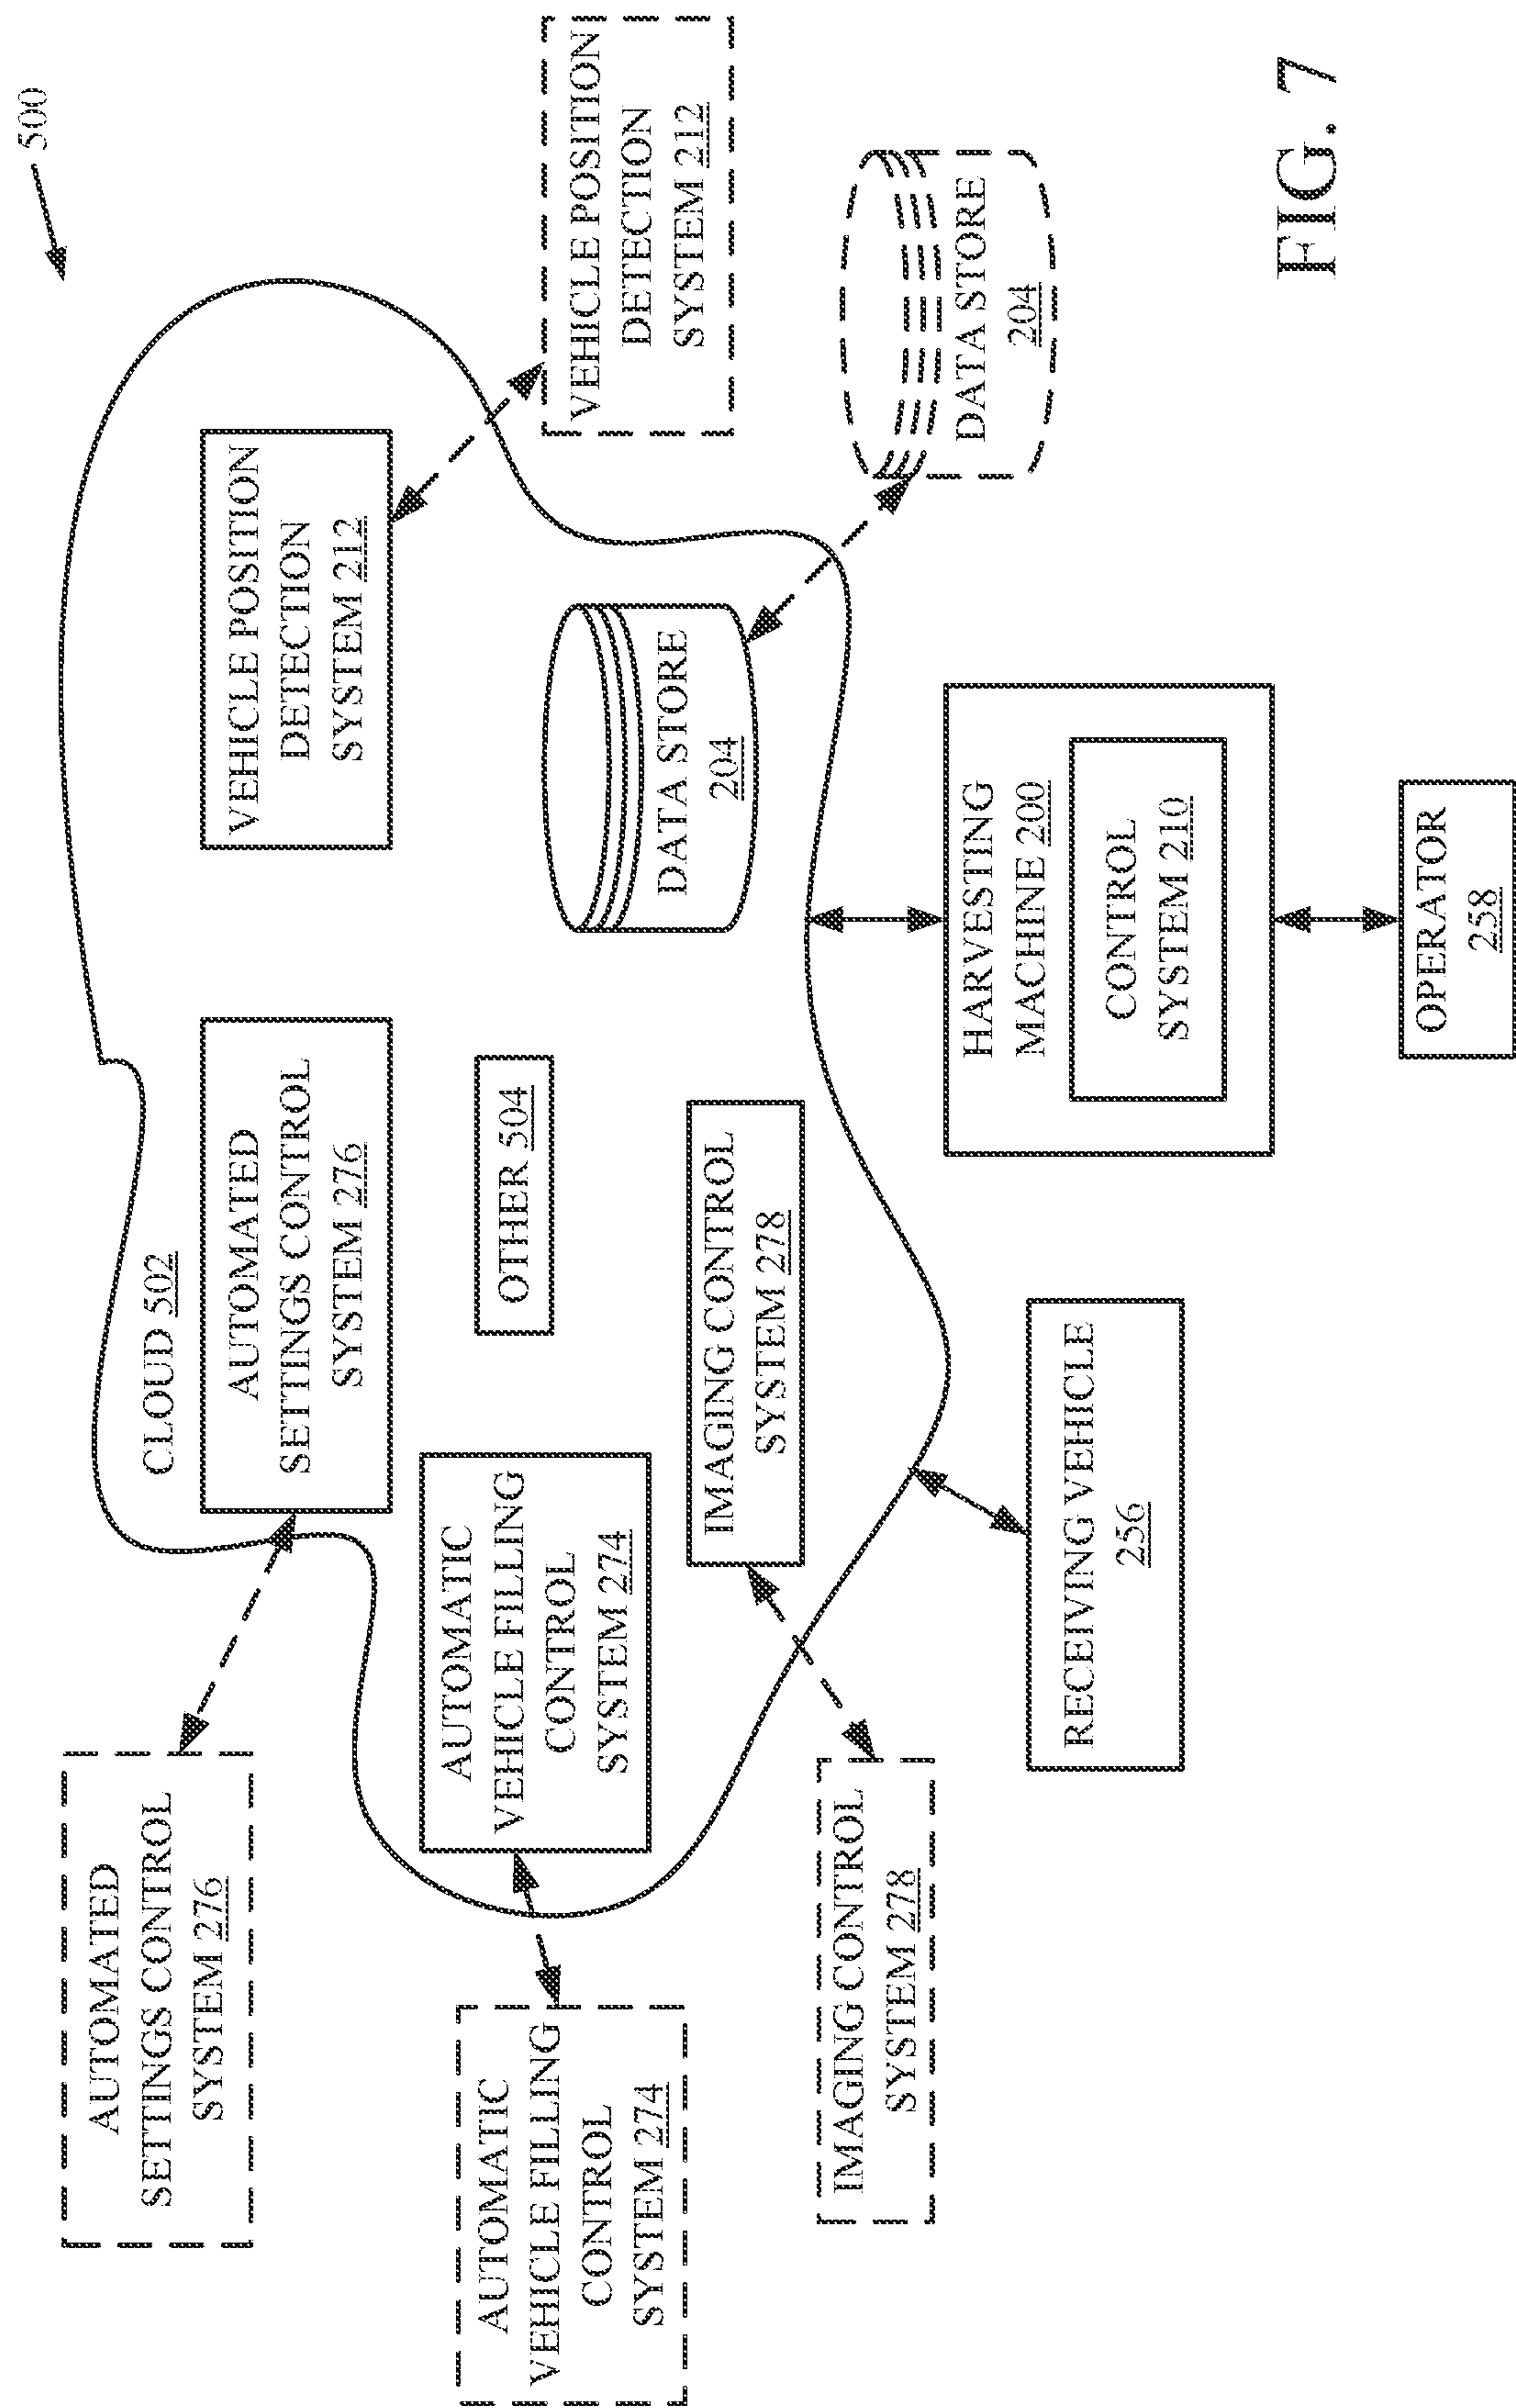 500
CLOUD 502
AUTOMATED
SETTINGS CONTROL
SYSTEM 276
AUTOMATED
SETTINGS CONTROL
SYSTEM 276
VEHICLE POSITION
DETECTION
SYSTEM 212
AUTOMATIC
VEHICLE FILLING
CONTROL
SYSTEM 274
AUTOMATIC
VEHICLE FILLING
CONTROL
SYSTEM 274
OTHER 504
VEHICLE POSITION
DETECTION
SYSTEM 212
DATA STORE
204
IMAGING CONTROL
SYSTEM 278
IMAGING CONTROL
SYSTEM 278
DATA STORE
204
RECEIVING VEHICLE
256
HARVESTING
MACHINE 200
CONTROL
SYSTEM 210
OPERATOR
258
FIG. 7